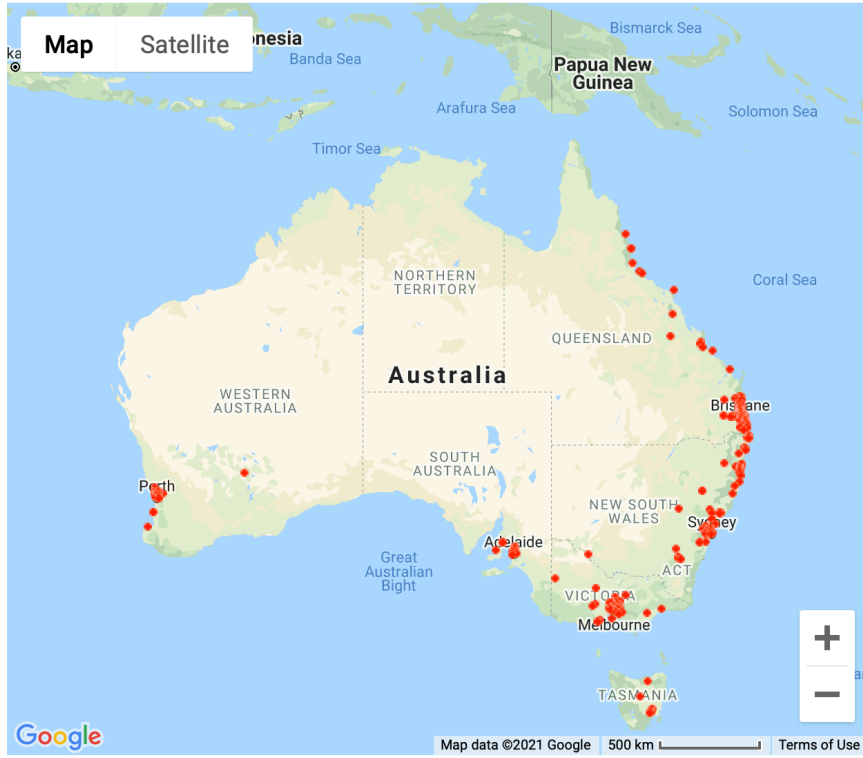 Map
Satellite
ka
onesia
Banda Sea
Bismarck Sea
Papua New
Guinea
Arafura Sea
Solomon Sea
Timor Sea
NORTHERN
TERRITORY
Coral Sea
QUEENSLAND
Australia
WESTERN
AUSTRALIA
Brisbane
SOUTH
AUSTRALIA
Perth
NEW SOUTH
WALES
Sydney
Adelaide
Great
Australian
Bight
ACT
VICTORIA
Melbourne
TASMANIA
Google
Map data ©2021 Google
500 km
Terms of Use